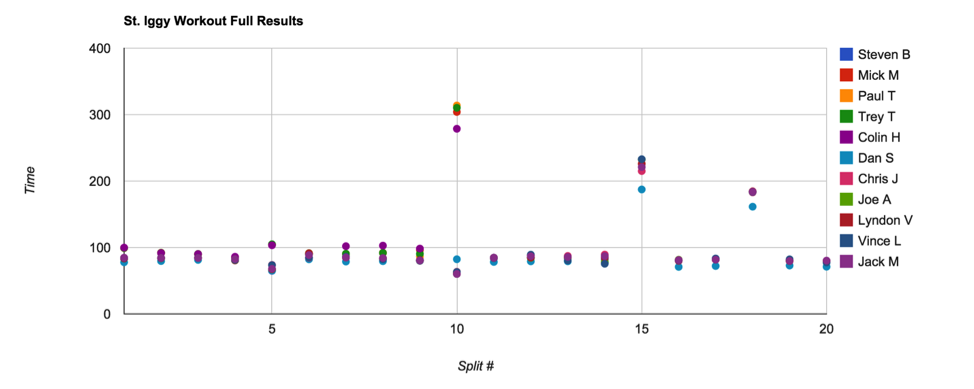 St. Iggy Workout Full Results
400
300
200
100
0
Time
5
10
15
20
Split #
Steven B
Mick M
Paul T
Trey T
Colin H
Dan S
Chris J
Joe A
Lyndon V
Vince L
Jack M